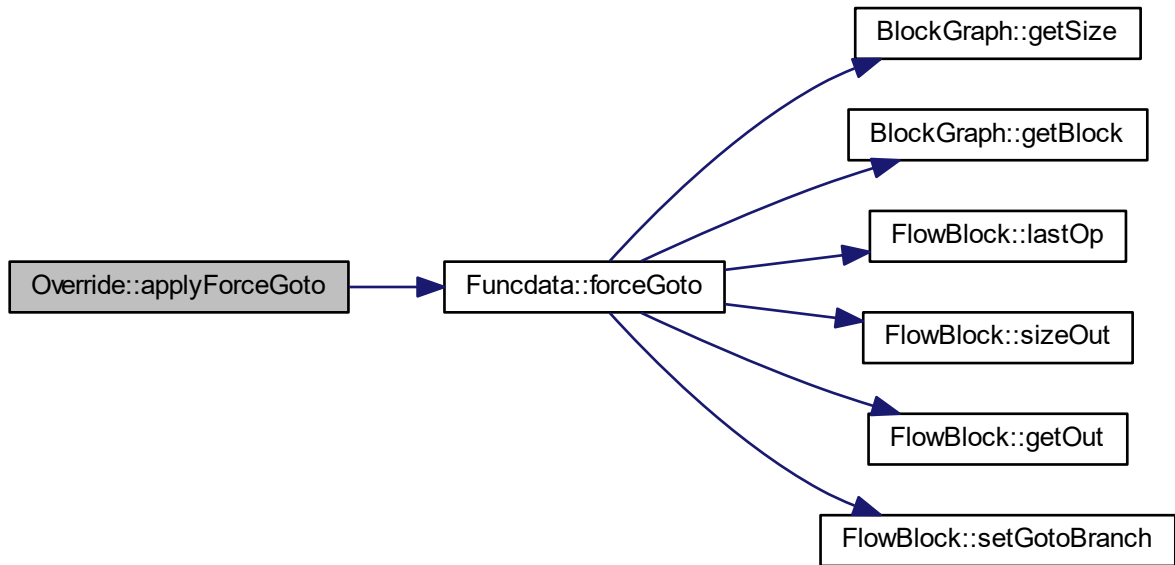 Override::applyForceGoto
Funcdata::forceGoto
BlockGraph::getSize
BlockGraph::getBlock
FlowBlock::lastOp
FlowBlock::sizeOut
FlowBlock::getOut
FlowBlock::setGotoBranch